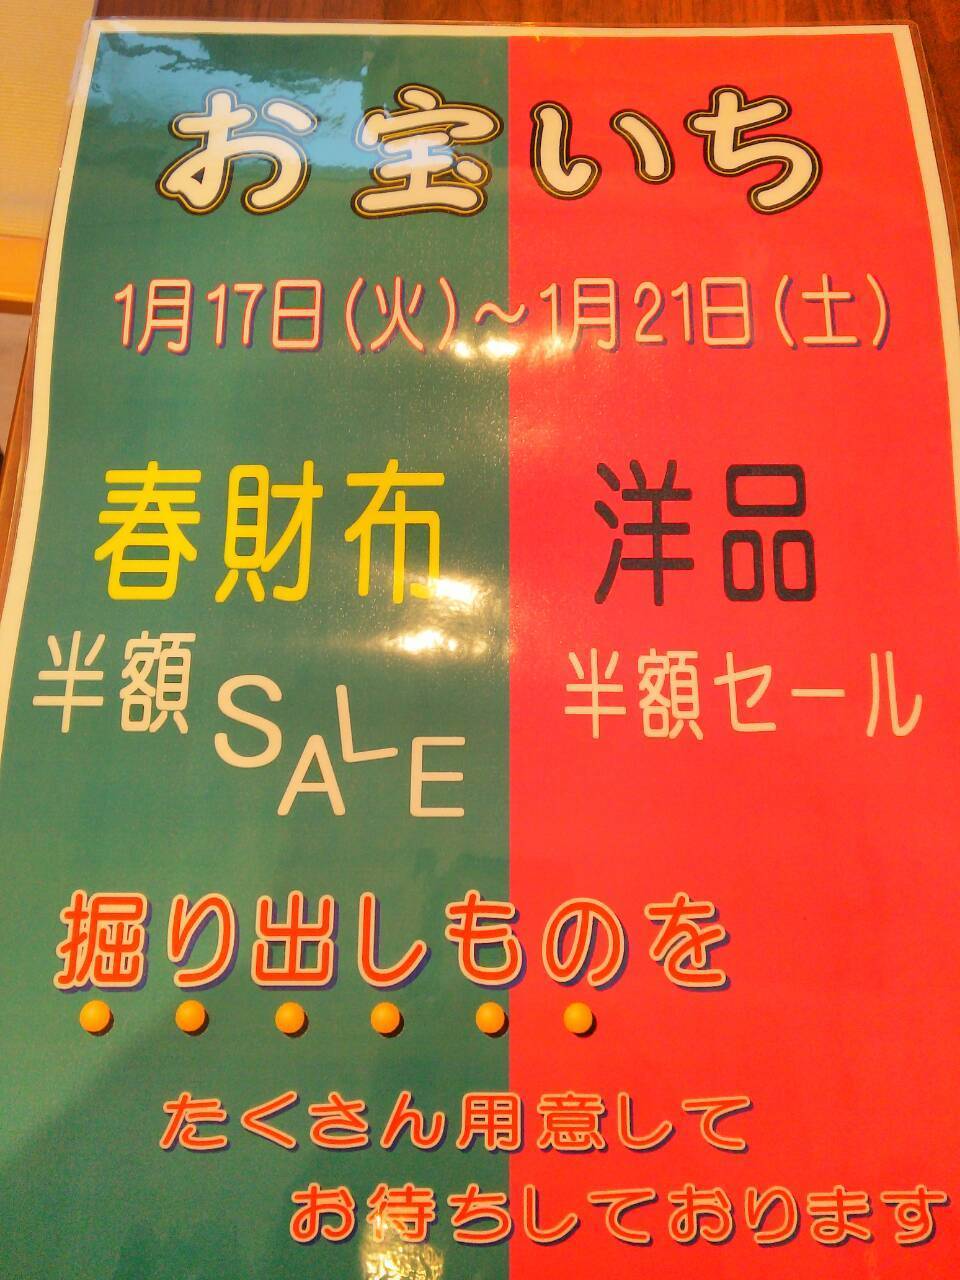 お宝いち
1月17日(火)～1月21日(土)
春財布
半額SALE
洋品
半額セール
掘り出しものを
たくさん用意して
お待ちしております